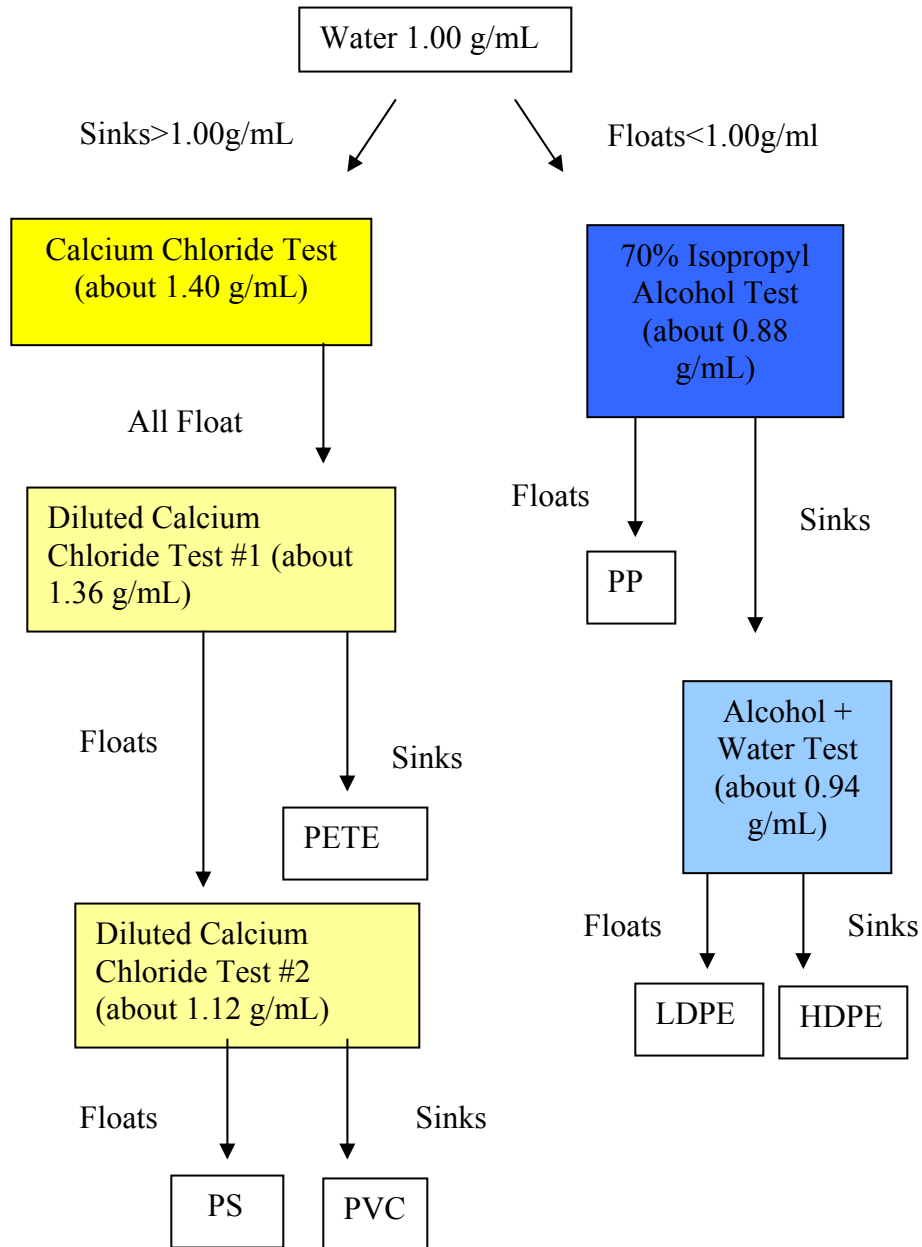 Water 1.00 g/mL
Sinks>1.00g/mL
Floats<1.00g/ml
Calcium Chloride Test
(about 1.40 g/mL)
70% Isopropyl
Alcohol Test
(about 0.88
g/mL)
All Float
Floats
Sinks
Diluted Calcium
Chloride Test #1 (about
1.36 g/mL)
PP
Floats
Sinks
Alcohol +
Water Test
(about 0.94
g/mL)
PETE
Diluted Calcium
Chloride Test #2
(about 1.12 g/mL)
Floats
Sinks
LDPE
HDPE
Floats
Sinks
PS
PVC